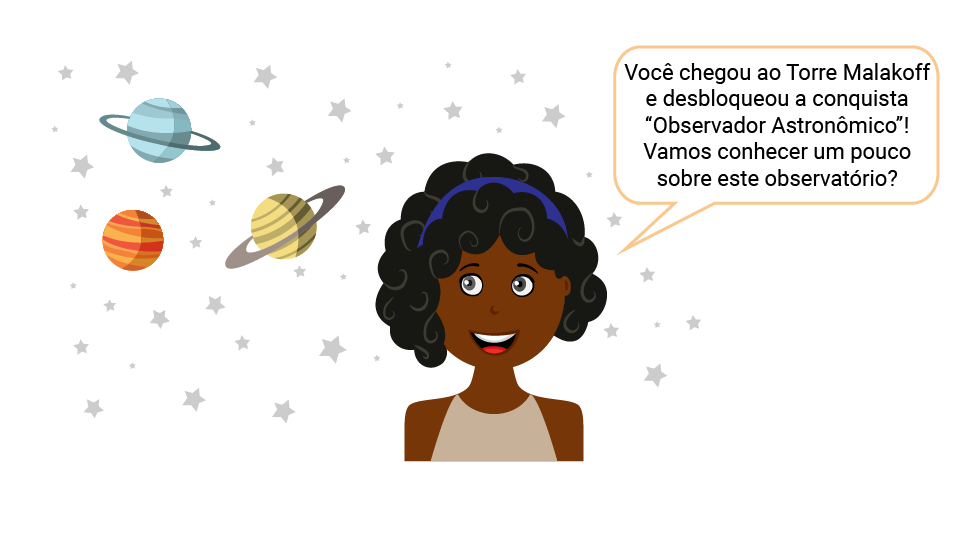 Você chegou ao Torre Malakoff
e desbloqueou a conquista
“Observador Astronômico”!
Vamos conhecer um pouco
sobre este observatório?